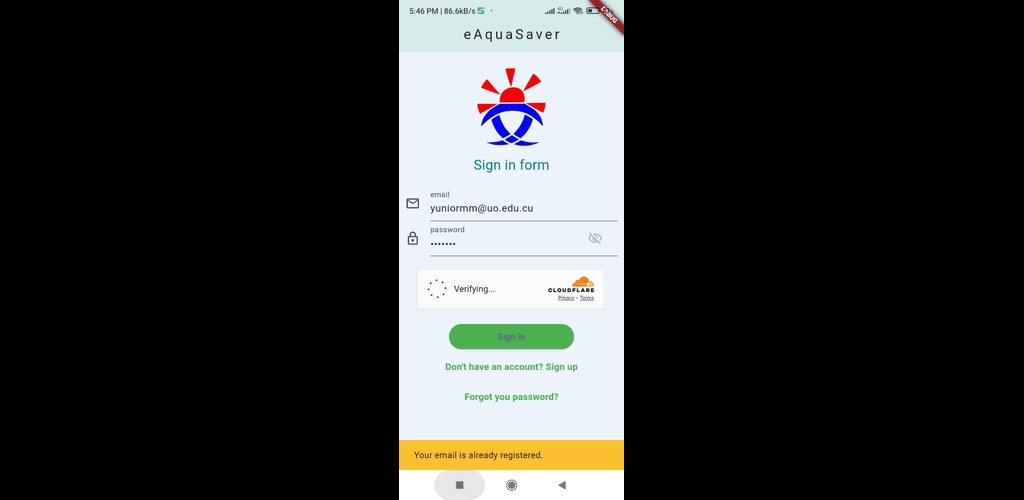 5:46 PM | 86.6kB/s
DEBUG
eAquaSaver
Sign in form
email
yuniormm@uo.edu.cu
password
•••••••
Verifying...
CLOUDFLARE
Privacy • Terms
Sign in
Don't have an account? Sign up
Forgot you password?
Your email is already registered.